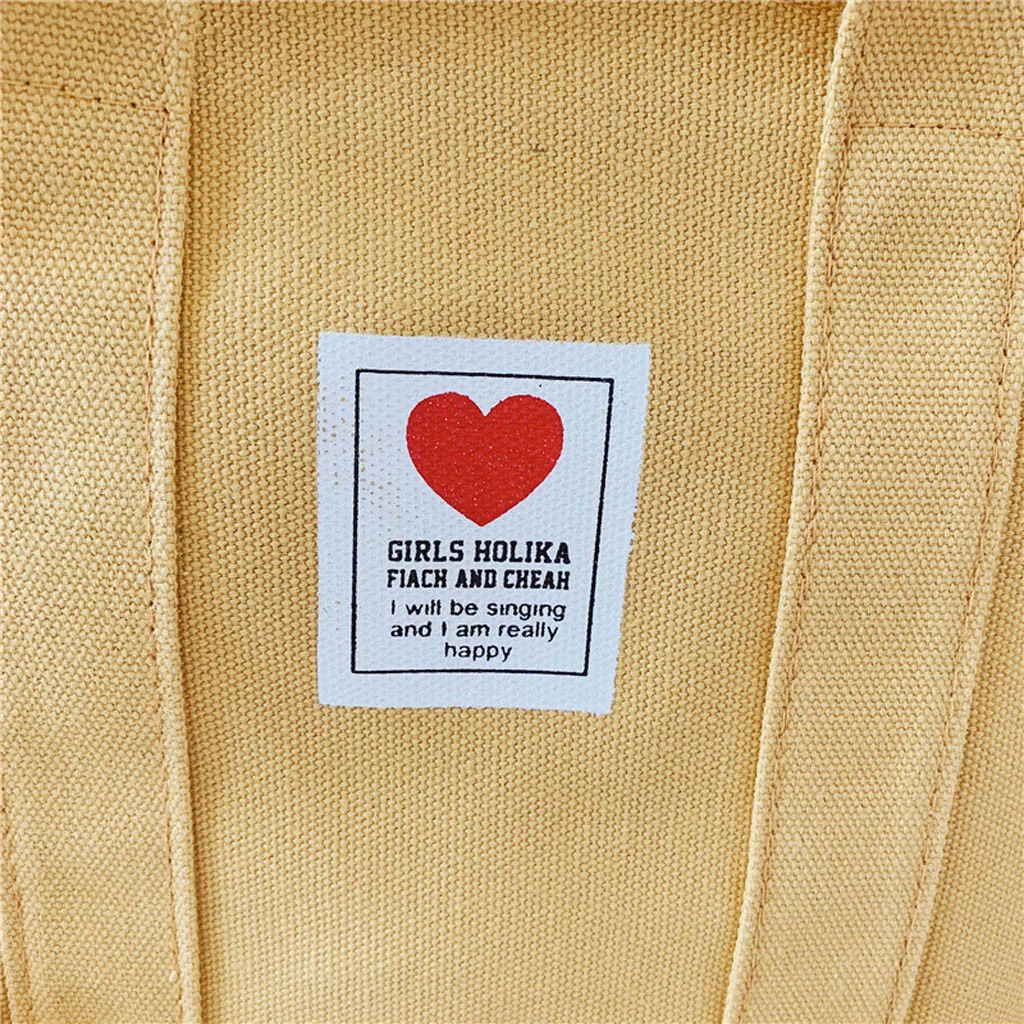 GIRLS HOLIKA
FIACH AND CHEAH
I will be singing
and I am really
happy